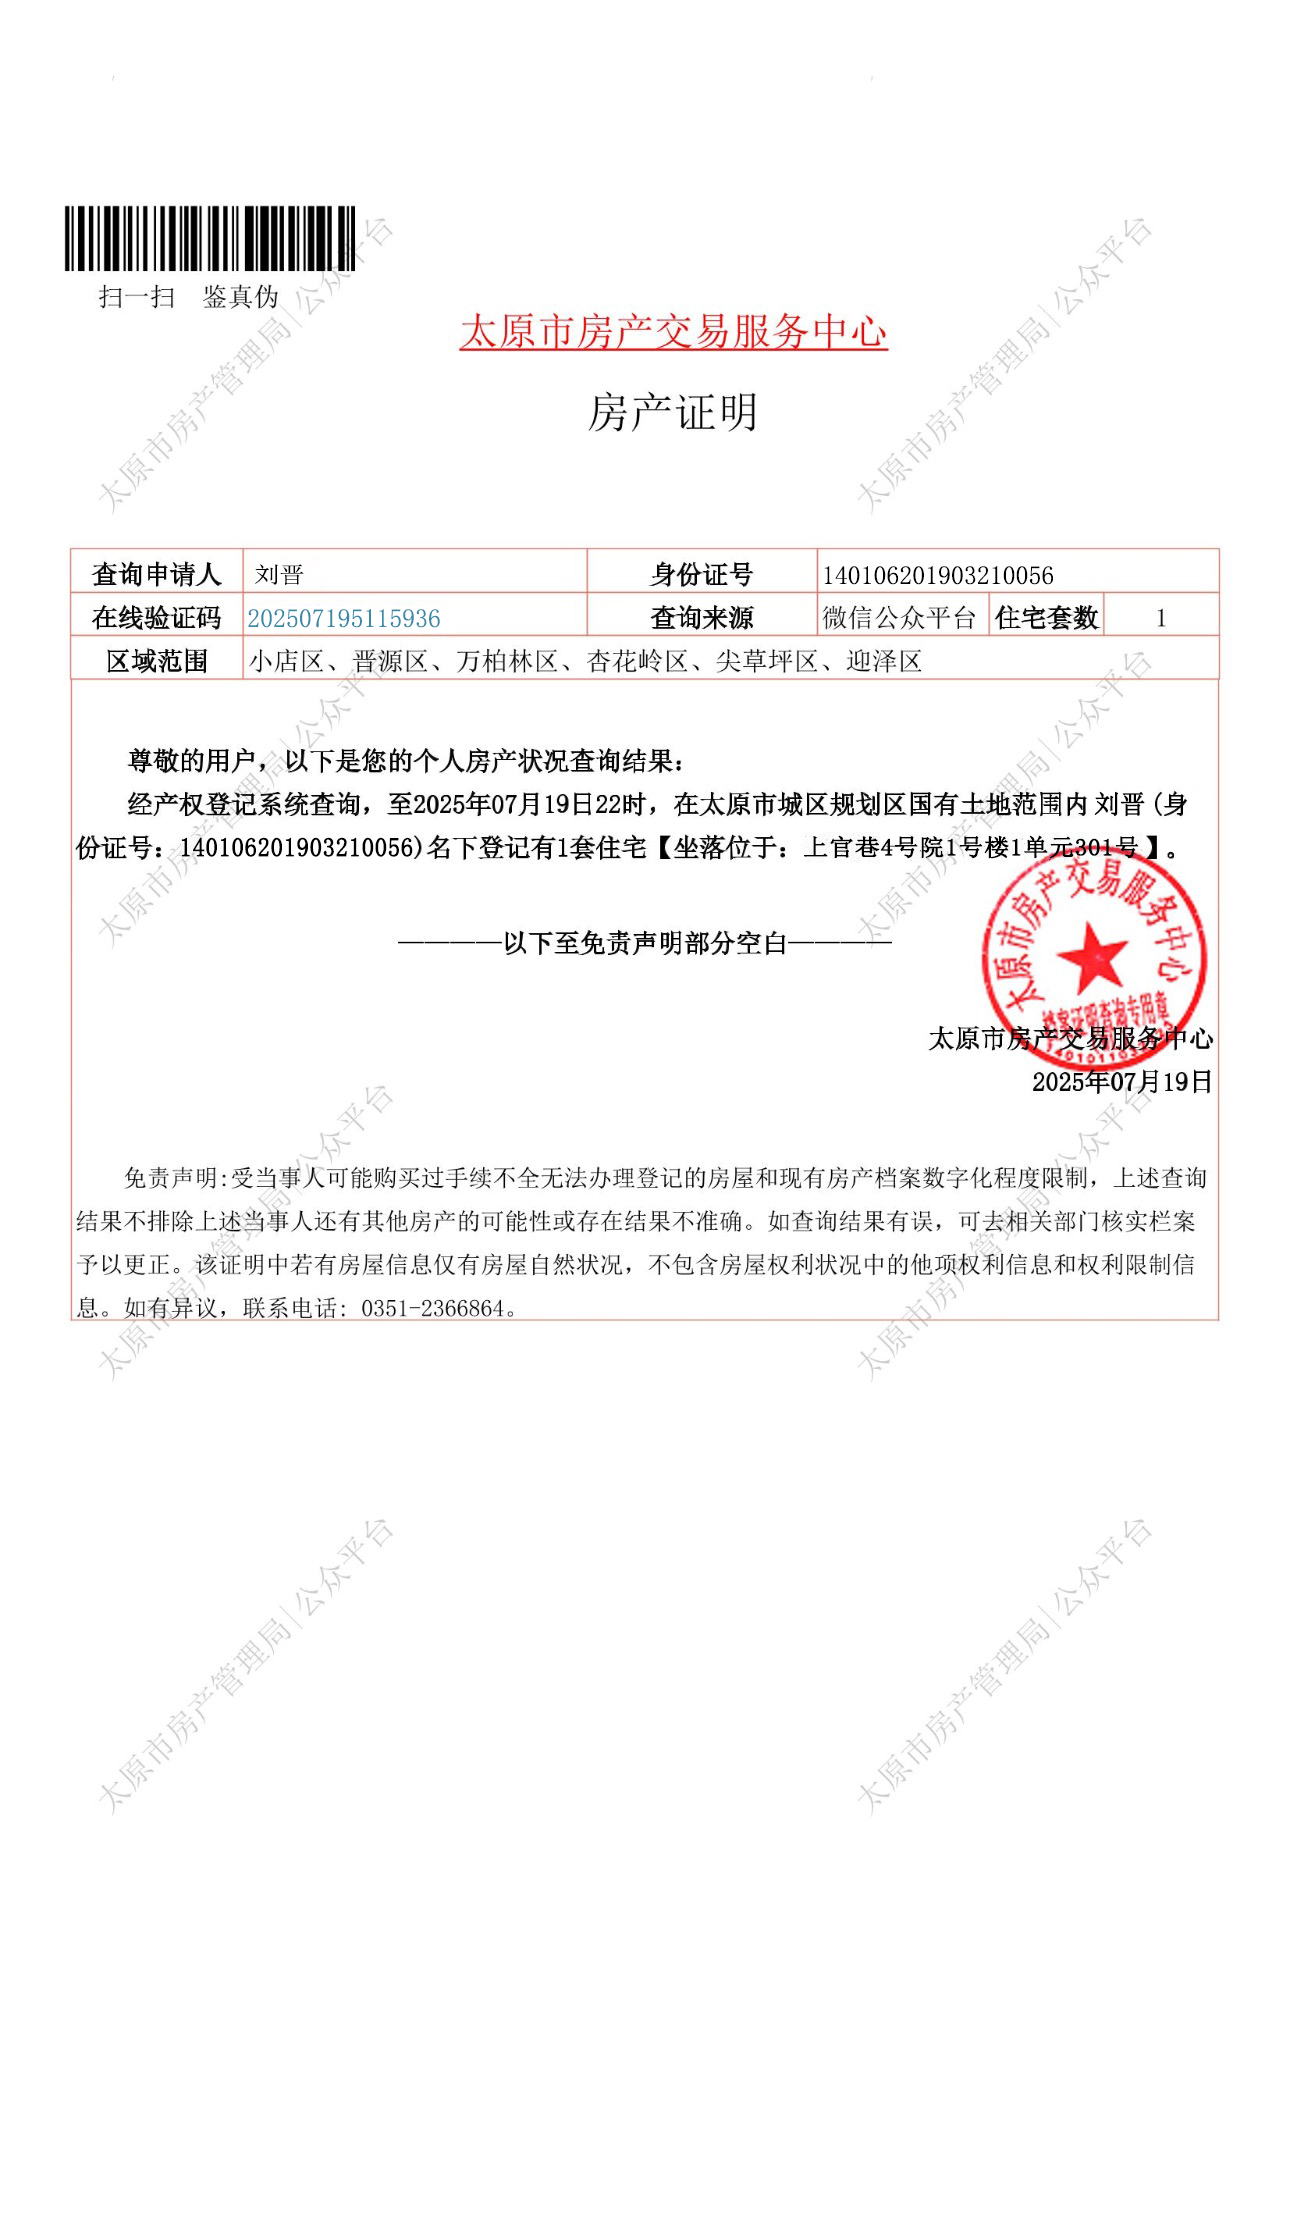 扫一扫 鉴真伪
太原市房产交易服务中心
房产证明
查询申请人 刘晋 身份证号 140106201903210056
在线验证码 202507195115936 查询来源 微信公众平台 住宅套数 1
区域范围 小店区、晋源区、万柏林区、杏花岭区、尖草坪区、迎泽区
尊敬的用户，以下是您的个人房产状况查询结果：
经产权登记系统查询，至2025年07月19日22时，在太原市城区规划区国有土地范围内 刘晋 (身
份证号：140106201903210056)名下登记有1套住宅【坐落位于：上官巷4号院1号楼1单元301号】。
————以下至免责声明部分空白————
太原市房产交易服务中心
档案证明查询专用章
太原市房产交易服务中心
2025年07月19日
免责声明:受当事人可能购买过手续不全无法办理登记的房屋和现有房产档案数字化程度限制，上述查询
结果不排除上述当事人还有其他房产的可能性或存在结果不准确。如查询结果有误，可去相关部门核实栏案
予以更正。该证明中若有房屋信息仅有房屋自然状况，不包含房屋权利状况中的他项权利信息和权利限制信
息。如有异议，联系电话：0351-2366864。
太原市房产管理局|公众平台
太原市房产管理局|公众平台
太原市房产管理局|公众平台
太原市房产管理局|公众平台
太原市房产管理局|公众平台
太原市房产管理局|公众平台
太原市房产管理局|公众平台
太原市房产管理局|公众平台